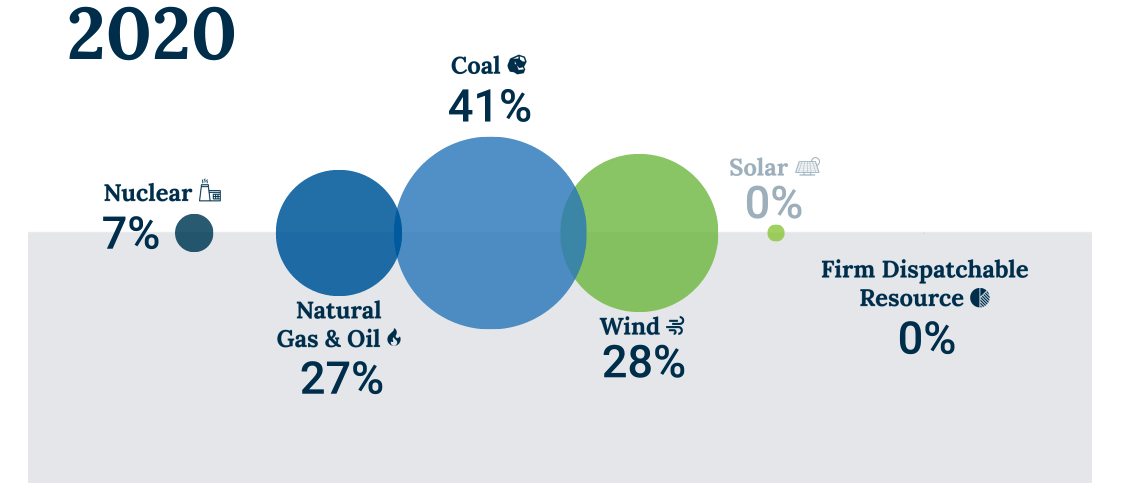 2020
Coal
41%
Nuclear
7%
Natural
Gas & Oil
27%
Wind
28%
Solar
0%
Firm Dispatchable
Resource
0%